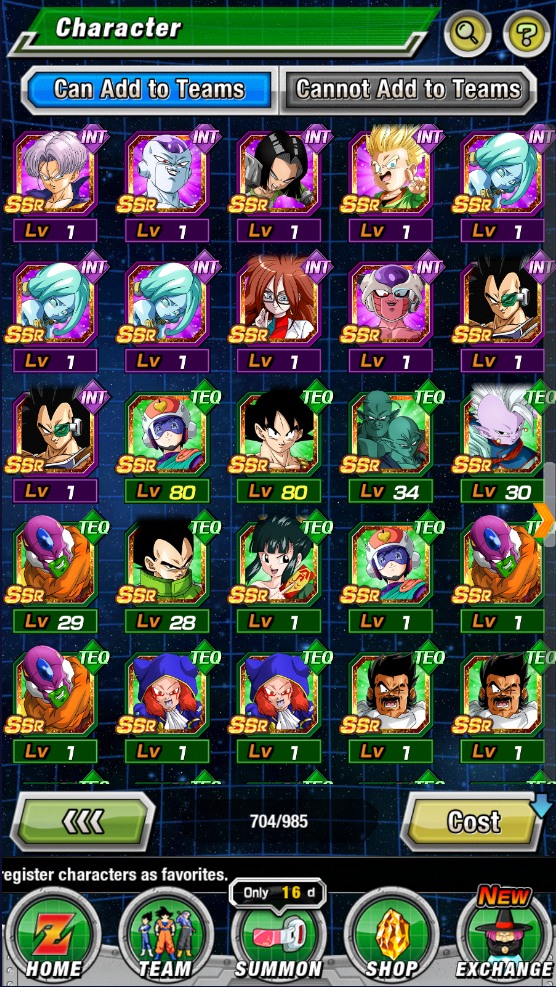 Character
Can Add to Teams
Cannot Add to Teams
INT INT INT INT INT
SSR SSR SSR SSR SSR
Lv 1 Lv 1 Lv 1 Lv 1 Lv 1
INT INT INT INT INT
SSR SSR SSR SSR SSR
Lv 1 Lv 1 Lv 1 Lv 1 Lv 1
INT TEQ TEQ TEQ TEQ
SSR SSR SSR SSR SSR
Lv 1 Lv 80 Lv 80 Lv 34 Lv 30
TEQ TEQ TEQ TEQ TEQ
SSR SSR SSR SSR SSR
Lv 29 Lv 28 Lv 1 Lv 1 Lv 1
TEQ TEQ TEQ TEQ TEQ
SSR SSR SSR SSR SSR
Lv 1 Lv 1 Lv 1 Lv 1 Lv 1
704/985
Cost
register characters as favorites.
Only 16 d
NEW
HOME
TEAM
SUMMON
SHOP
EXCHANGE